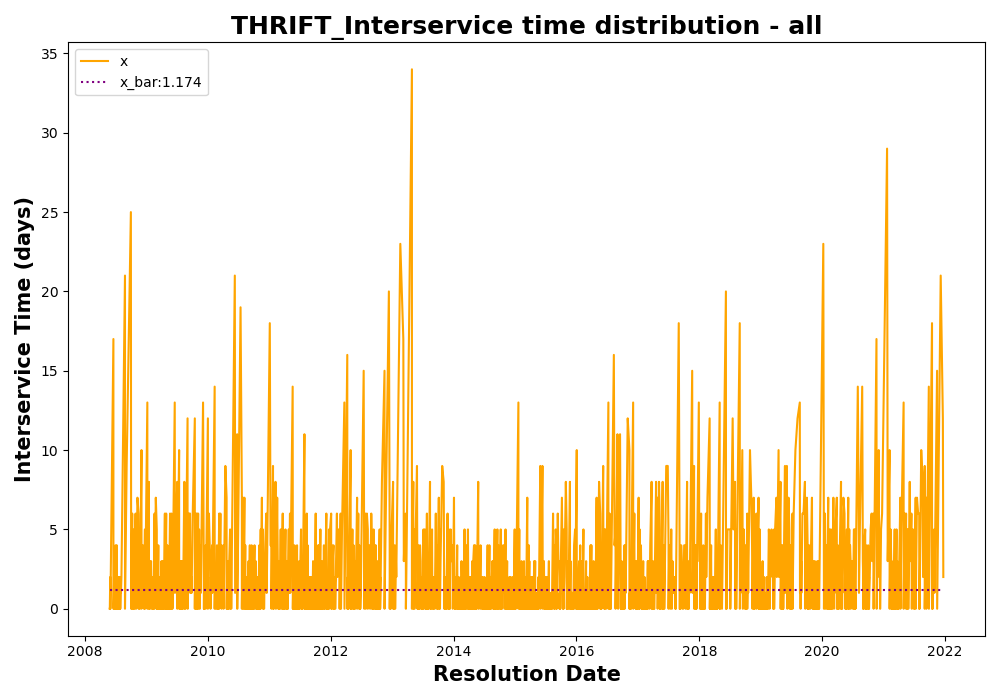 THRIFT_Interservice time distribution - all
x
x_bar:1.174
Interservice Time (days)
35
30
25
20
15
10
5
0
2008 2010 2012 2014 2016 2018 2020 2022
Resolution Date